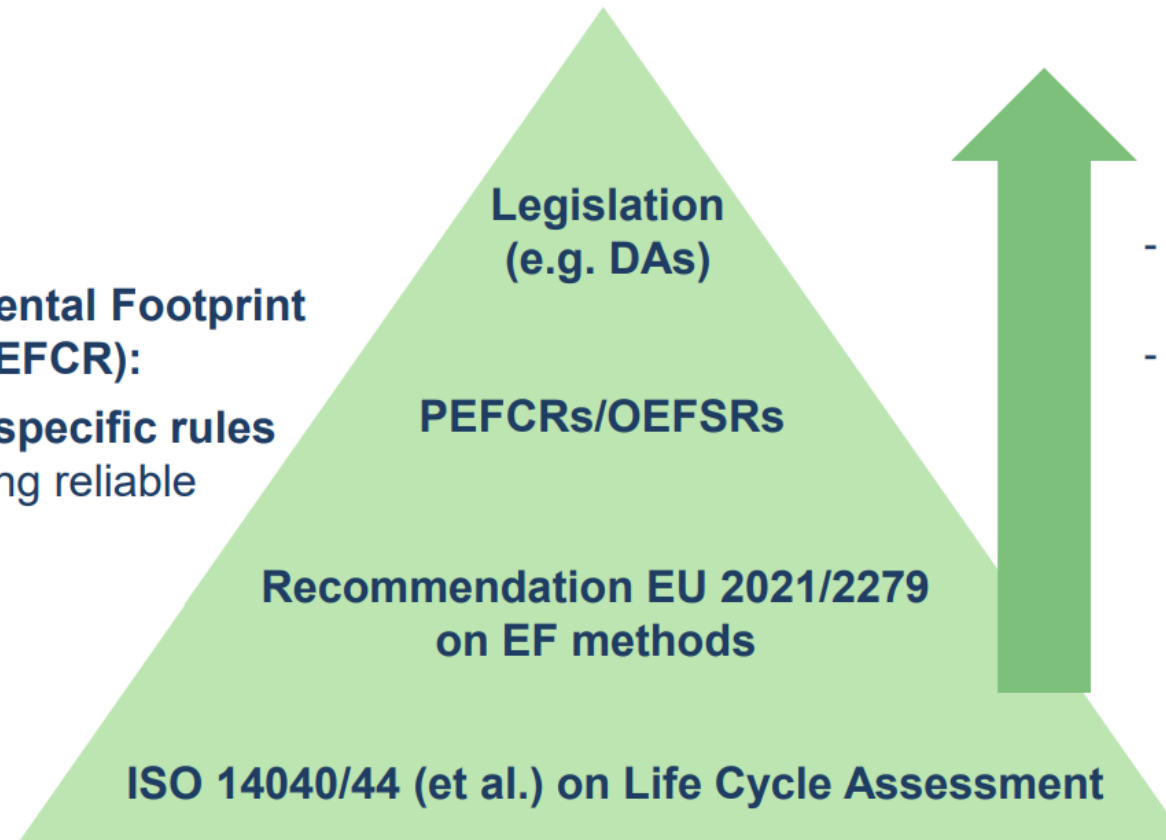 Legislation
(e.g. DAs)
ental Footprint
EFCR):
specific rules
ng reliable
PEFCRs/OEFSRs
Recommendation EU 2021/2279
on EF methods
ISO 14040/44 (et al.) on Life Cycle Assessment
-
-